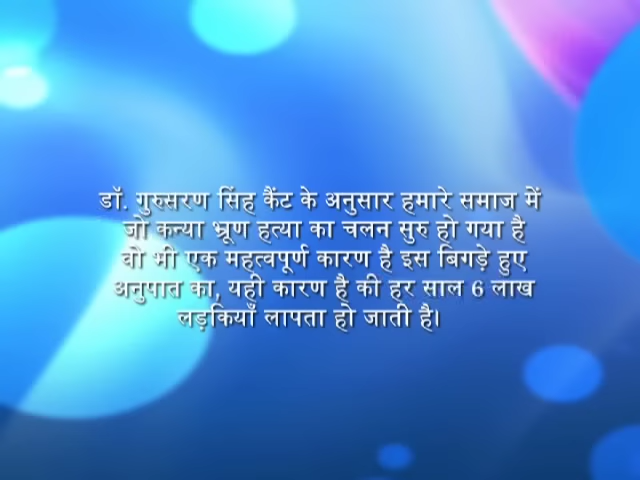 डॉ. गुरुसरण सिंह कैंट के अनुसार हमारे समाज में
जो कन्या भ्रूण हत्या का चलन सुरु हो गया है
वो भी एक महत्वपूर्ण कारण है इस बिगड़े हुए
अनुपात का, यही कारण है की हर साल 6 लाख
लड़कियाँ लापता हो जाती है।